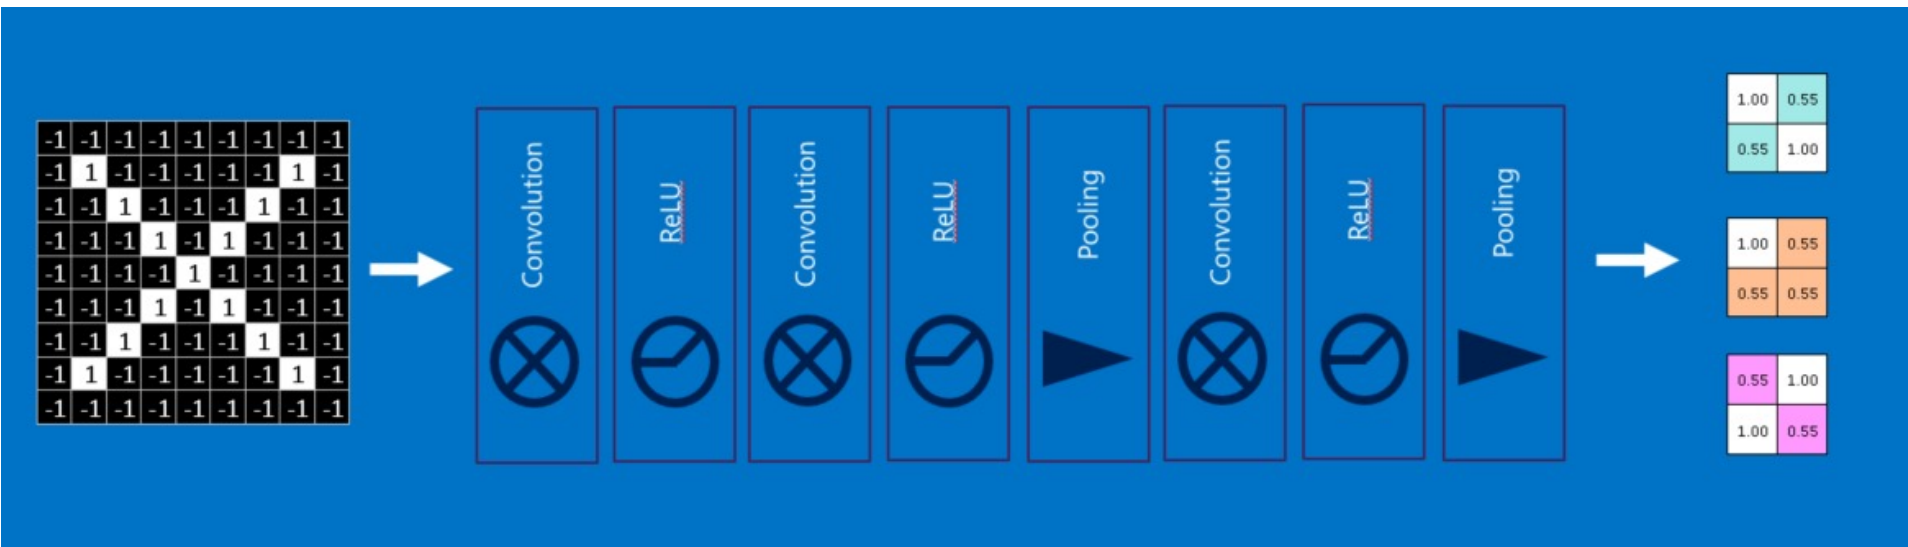 -1 -1 -1 -1 -1 -1 -1 -1 -1
-1 1 -1 -1 -1 -1 -1 1 -1
-1 -1 1 -1 -1 -1 1 -1 -1
-1 -1 -1 1 -1 1 -1 -1 -1
-1 -1 -1 -1 1 -1 -1 -1 -1
-1 -1 -1 1 -1 1 -1 -1 -1
-1 -1 1 -1 -1 -1 1 -1 -1
-1 1 -1 -1 -1 -1 -1 1 -1
-1 -1 -1 -1 -1 -1 -1 -1 -1
Convolution
ReLU
Convolution
ReLU
Pooling
Convolution
ReLU
Pooling
1.00 0.55
0.55 1.00
1.00 0.55
0.55 0.55
0.55 1.00
1.00 0.55